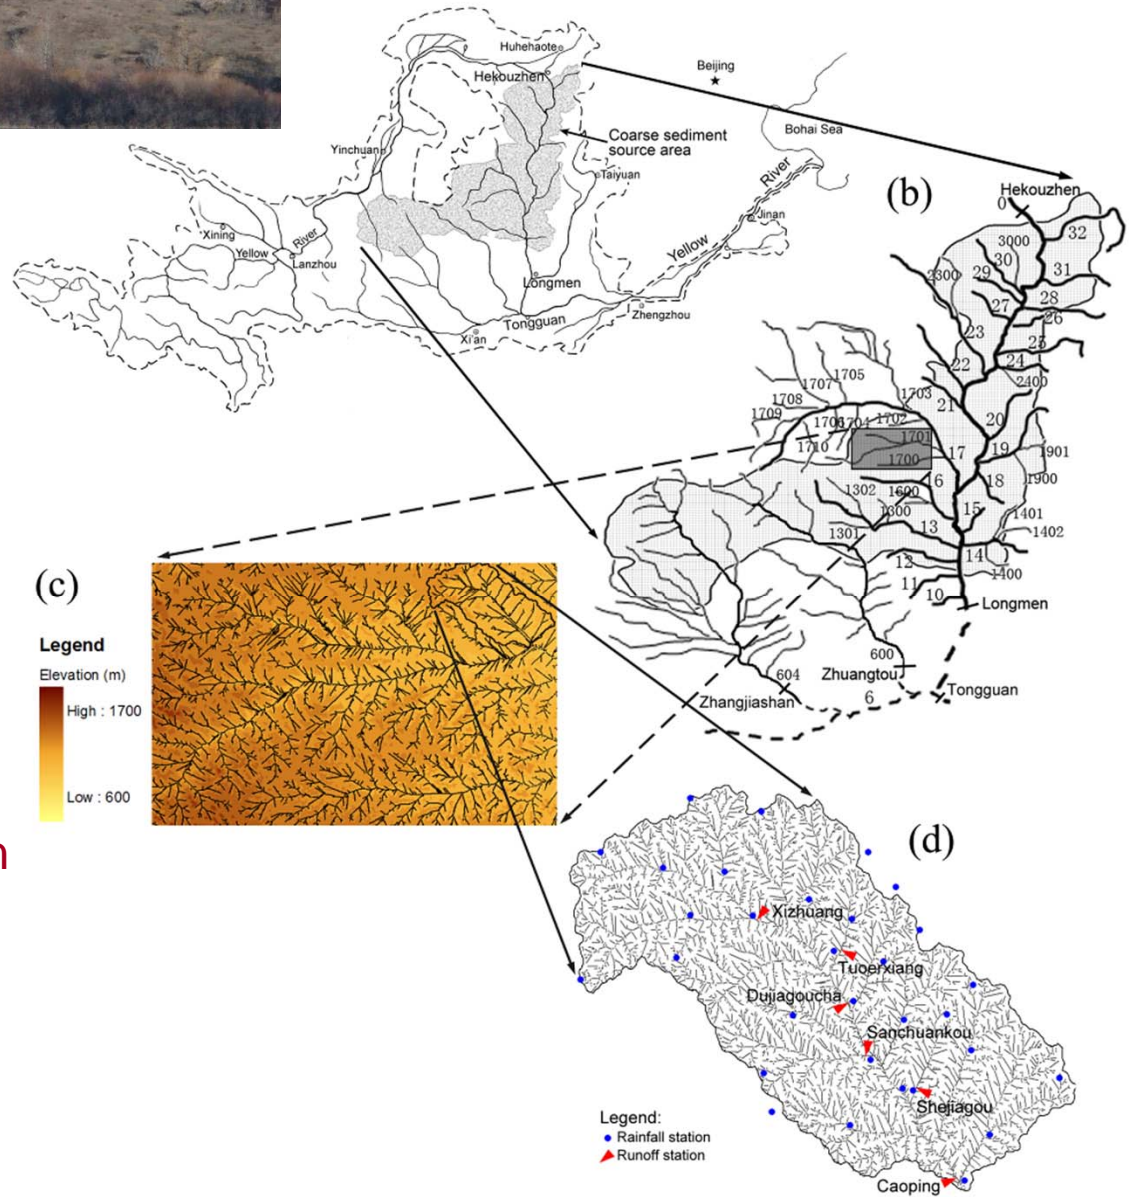 Huhehaote
Hekouzhen
Beijing
Coarse sediment
source area
Bohai Sea
Yinchuan
Taiyuan
River
Xining
Yellow River
Lanzhou
Jinan
Yellow
Longmen
Tongguan
Zhengzhou
Xi'an
(b)
Hekouzhen
0
32
3000
30
31
2300
29
28
27
26
23
25
24
22
2400
1705
1707
1703
1708
21
1709
1706
1704
1702
20
1701
1710
17
19
1901
1700
16
18
1900
1302
1600
15
1300
1401
13
1402
1301
14
12
1400
11
10
Longmen
600
Zhuangtou
604
Zhangjiashan
6
Tongguan
(c)
Legend
Elevation (m)
High : 1700
Low : 600
(d)
Xizhuang
Tuoerxiang
Dujiagoucha
Sanchuankou
Shejiagou
Legend:
Rainfall station
Runoff station
Caoping